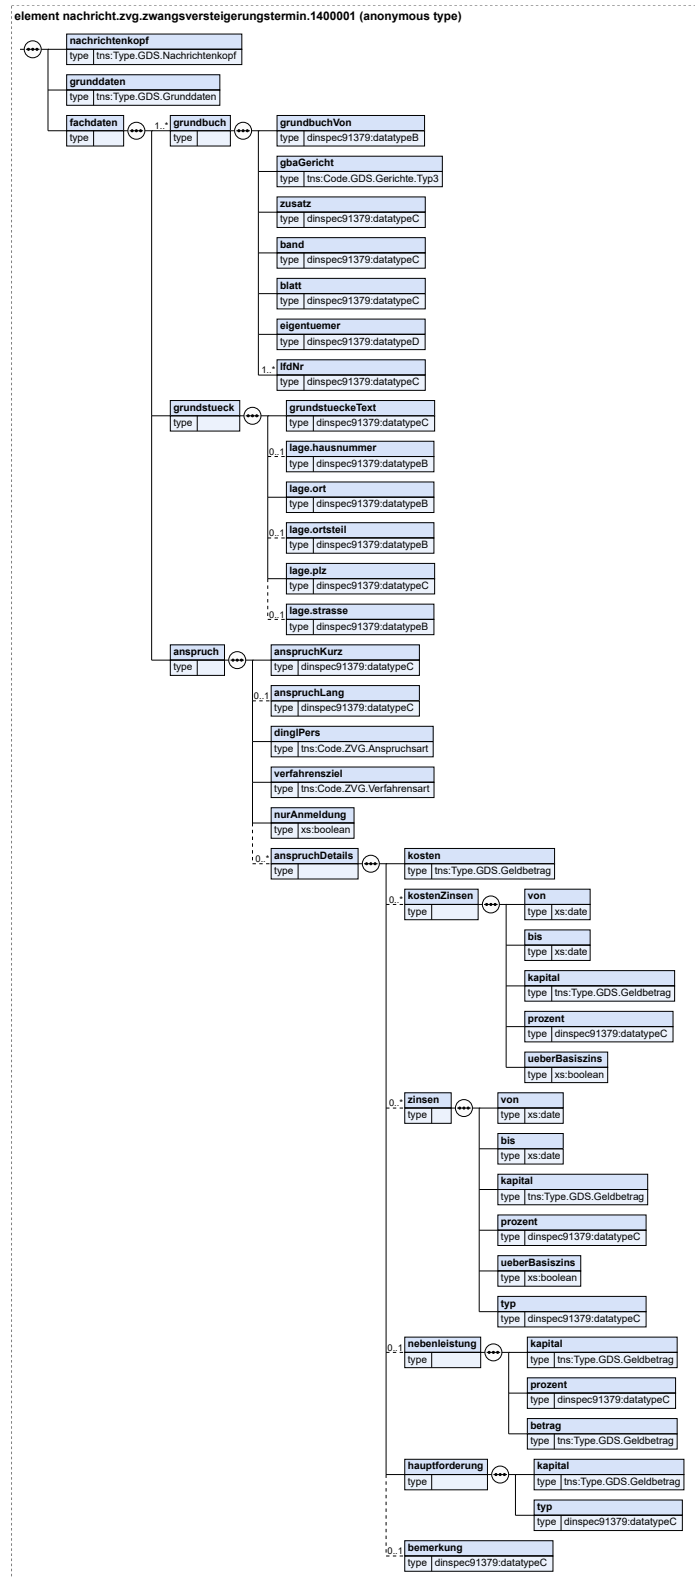 element nachricht.zvg.zwangsversteigerungstermin.1400001 (anonymous type)
nachrichtenkopf
type tns:Type.GDS.Nachrichtenkopf
grunddaten
type tns:Type.GDS.Grunddaten
fachdaten
type
1..* grundbuch
type
grundbuchVon
type dinspec91379:datatypeB
gbaGericht
type tns:Code.GDS.Gerichte.Typ3
zusatz
type dinspec91379:datatypeC
band
type dinspec91379:datatypeC
blatt
type dinspec91379:datatypeC
eigentuemer
type dinspec91379:datatypeD
1..* lfdNr
type dinspec91379:datatypeC
grundstueck
type
grundstueckeText
type dinspec91379:datatypeC
0..1 lage.hausnummer
type dinspec91379:datatypeB
lage.ort
type dinspec91379:datatypeB
0..1 lage.ortsteil
type dinspec91379:datatypeB
lage.plz
type dinspec91379:datatypeC
0..1 lage.strasse
type dinspec91379:datatypeB
anspruch
type
anspruchKurz
type dinspec91379:datatypeC
0..1 anspruchLang
type dinspec91379:datatypeC
dinglPers
type tns:Code.ZVG.Anspruchsart
verfahrensziel
type tns:Code.ZVG.Verfahrensart
nurAnmeldung
type xs:boolean
0..* anspruchDetails
type
kosten
type tns:Type.GDS.Geldbetrag
0..* kostenZinsen
type
von
type xs:date
bis
type xs:date
kapital
type tns:Type.GDS.Geldbetrag
prozent
type dinspec91379:datatypeC
ueberBasiszins
type xs:boolean
0..* zinsen
type
von
type xs:date
bis
type xs:date
kapital
type tns:Type.GDS.Geldbetrag
prozent
type dinspec91379:datatypeC
ueberBasiszins
type xs:boolean
typ
type dinspec91379:datatypeC
0..1 nebenleistung
type
kapital
type tns:Type.GDS.Geldbetrag
prozent
type dinspec91379:datatypeC
betrag
type tns:Type.GDS.Geldbetrag
hauptforderung
type
kapital
type tns:Type.GDS.Geldbetrag
typ
type dinspec91379:datatypeC
0..1 bemerkung
type dinspec91379:datatypeC